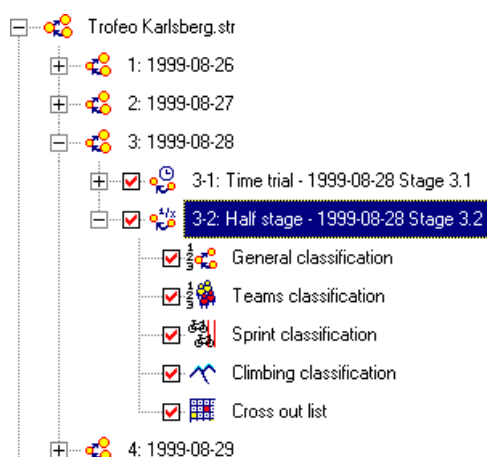 Trofeo Karlsberg.str
1: 1999-08-26
2: 1999-08-27
3: 1999-08-28
3-1: Time trial - 1999-08-28 Stage 3.1
3-2: Half stage - 1999-08-28 Stage 3.2
General classification
Teams classification
Sprint classification
Climbing classification
Cross out list
4: 1999-08-29